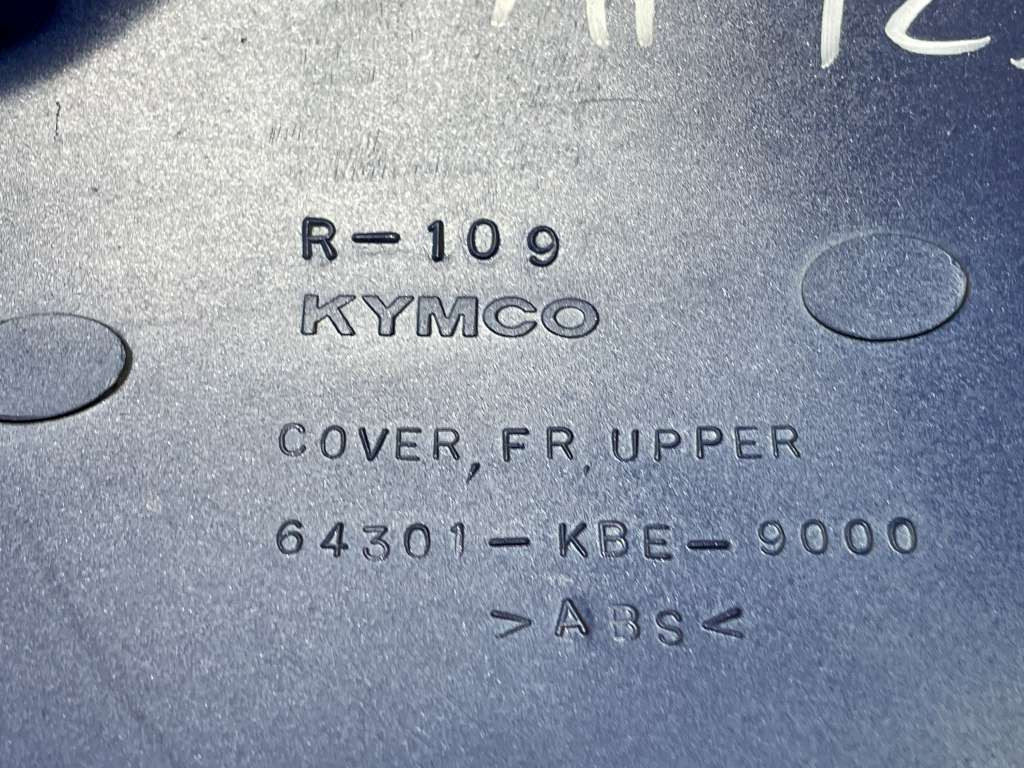 R-109
KYMCO
COVER, FR, UPPER
64301-KBE-9000
>ABS<